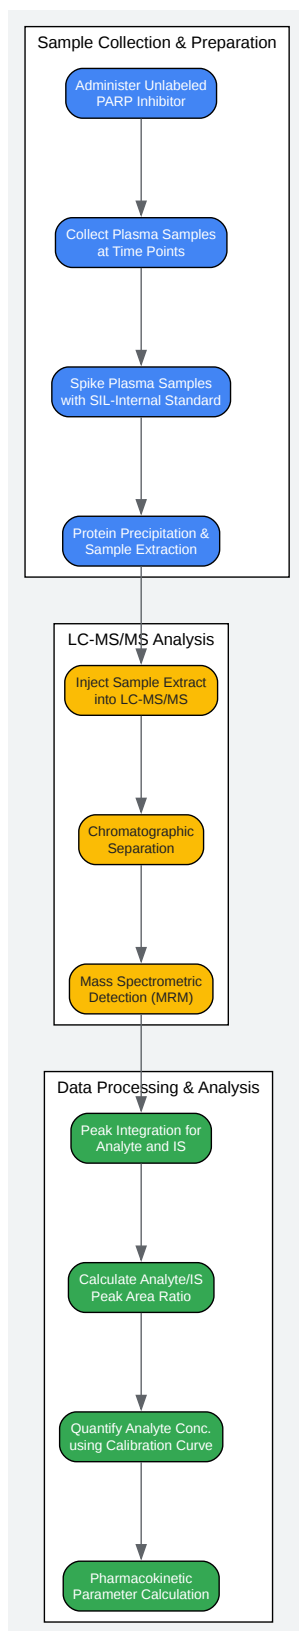 Sample Collection & Preparation
Administer Unlabeled
PARP Inhibitor
Collect Plasma Samples
at Time Points
Spike Plasma Samples
with SIL-Internal Standard
Protein Precipitation &
Sample Extraction
LC-MS/MS Analysis
Inject Sample Extract
into LC-MS/MS
Chromatographic
Separation
Mass Spectrometric
Detection (MRM)
Data Processing & Analysis
Peak Integration for
Analyte and IS
Calculate Analyte/IS
Peak Area Ratio
Quantify Analyte Conc.
using Calibration Curve
Pharmacokinetic
Parameter Calculation